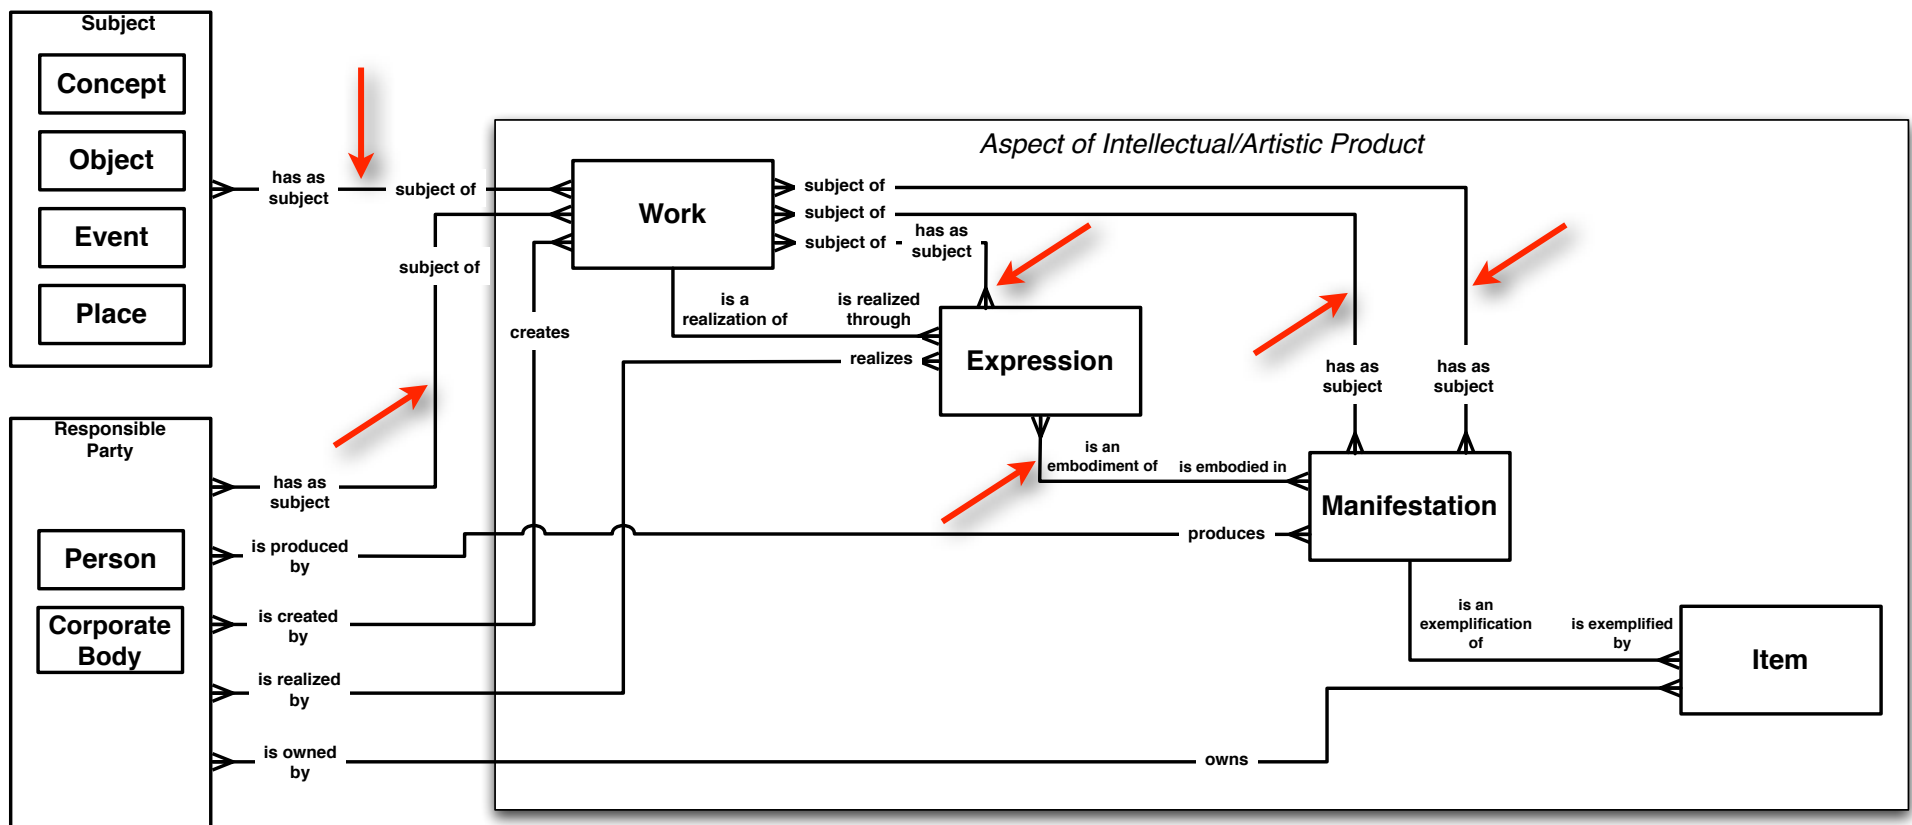 Subject
Concept
Object
Event
Place
has as
subject
subject of
subject of
Responsible
Party
has as
subject
Person
Corporate
Body
is produced
by
is created
by
is realized
by
is owned
by
creates
Aspect of Intellectual/Artistic Product
Work
subject of
subject of
subject of
has as
subject
is a
realization of
is realized
through
realizes
Expression
has as
subject
has as
subject
is an
embodiment of
is embodied in
Manifestation
produces
is an
exemplification
of
is exemplified
by
Item
owns